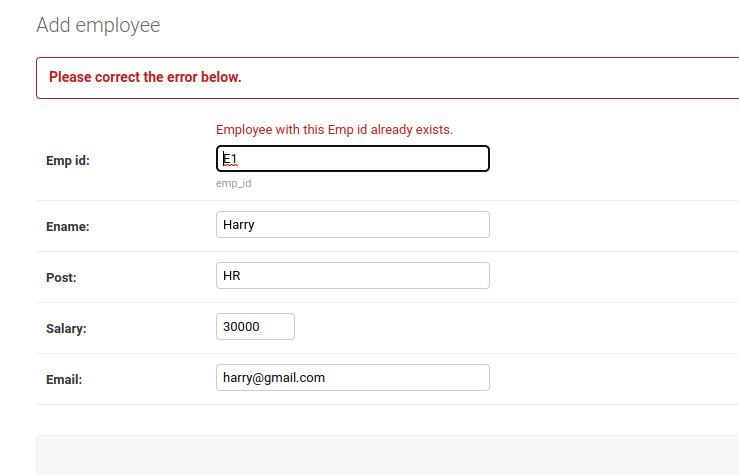 Add employee
Please correct the error below.
Employee with this Emp id already exists.
Emp id:
E1
emp_id
Ename:
Harry
Post:
HR
Salary:
30000
Email:
harry@gmail.com